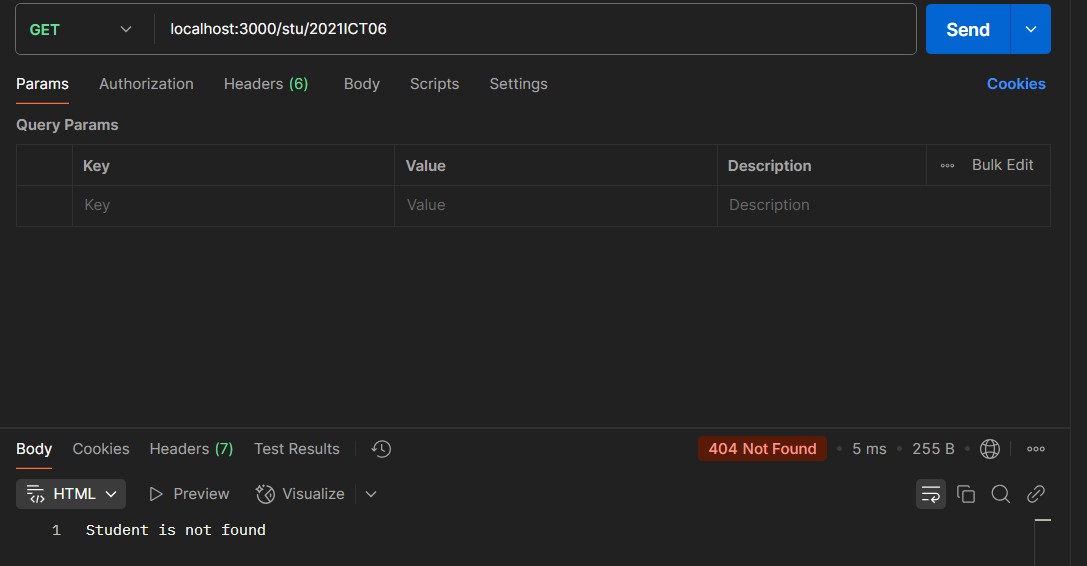 GET localhost:3000/stu/2021ICT06 Send
Params Authorization Headers (6) Body Scripts Settings Cookies
Query Params
Key Value Description Bulk Edit
Key Value Description
Body Cookies Headers (7) Test Results 404 Not Found 5 ms 255 B
HTML Preview Visualize
1 Student is not found